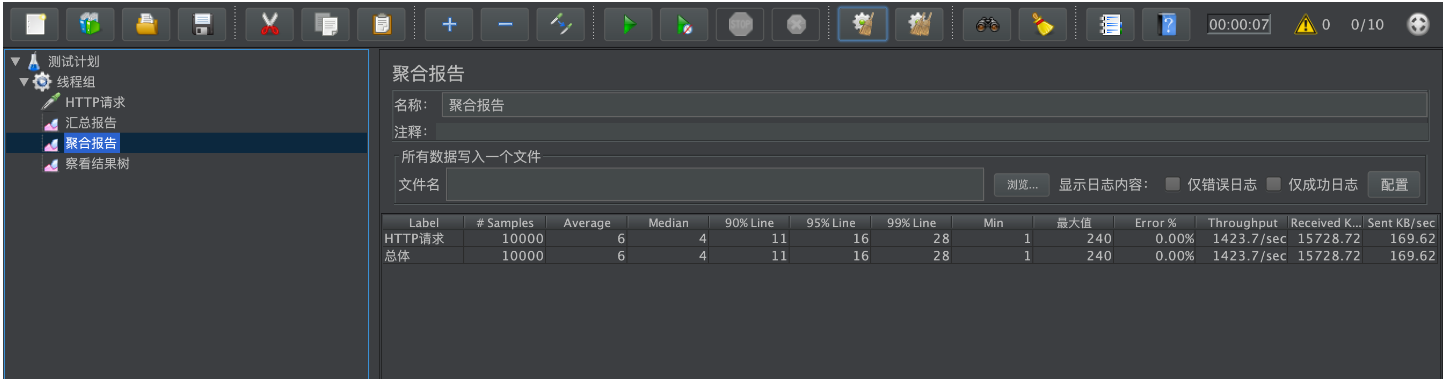 STOP
00:00:07 0 0/10
测试计划
线程组
HTTP请求
汇总报告
聚合报告
察看结果树
聚合报告
名称： 聚合报告
注释：
所有数据写入一个文件
文件名 浏览... 显示日志内容： 仅错误日志 仅成功日志 配置
Label # Samples Average Median 90% Line 95% Line 99% Line Min 最大值 Error % Throughput Received K... Sent KB/sec
HTTP请求 10000 6 4 11 16 28 1 240 0.00% 1423.7/sec 15728.72 169.62
总体 10000 6 4 11 16 28 1 240 0.00% 1423.7/sec 15728.72 169.62